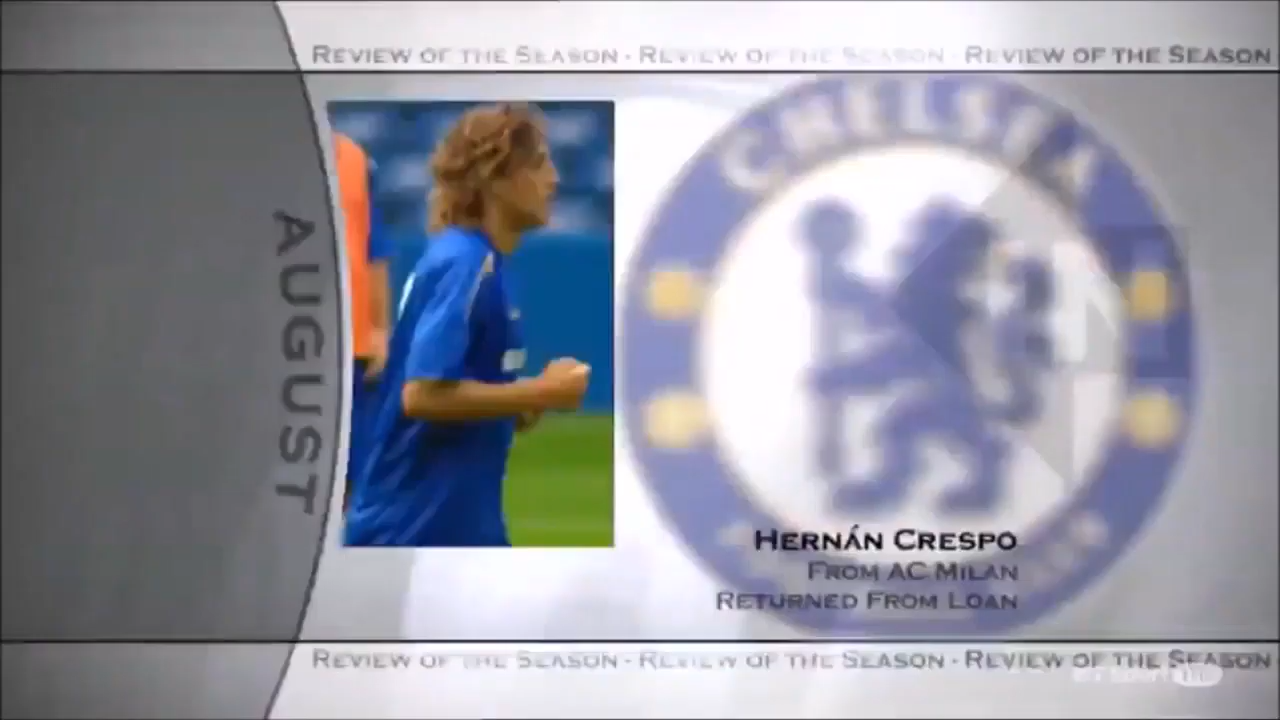 REVIEW OF THE SEASON - REVIEW OF THE SEASON - REVIEW OF THE SEASON
CHELSEA
AUGUST
HERNÁN CRESPO
FROM AC MILAN
RETURNED FROM LOAN
REVIEW OF THE SEASON - REVIEW OF THE SEASON - REVIEW OF THE SEASON